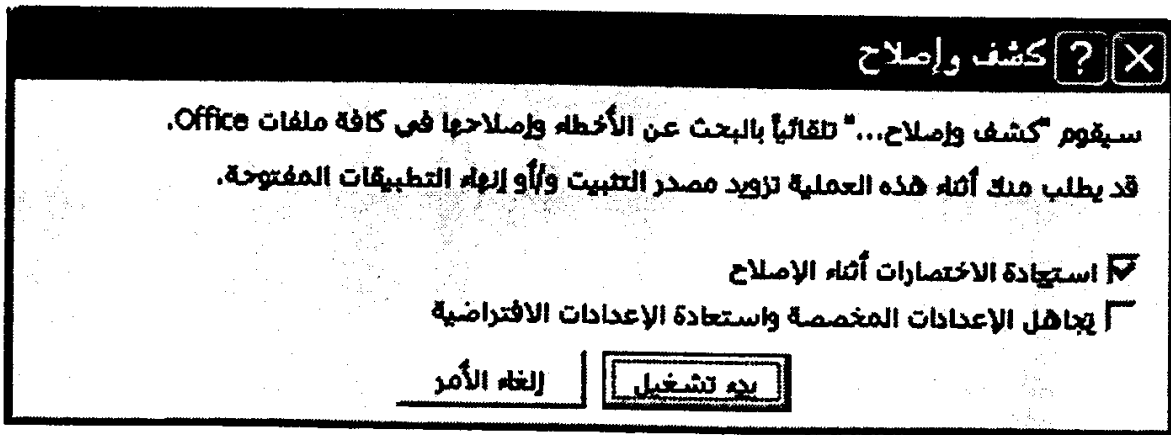 كشف وإصلاح
سيقوم "كشف وإصلاح..." تلقائياً بالبحث عن الأخطاء وإصلاحها في كافة ملفات Office.
قد يطلب منك أثناء هذه العملية تزويد مصدر التثبيت و/أو إنهاء التطبيقات المفتوحة.
استعادة الاختصارات أثناء الإصلاح
تجاهل الإعدادات المخصصة واستعادة الإعدادات الافتراضية
بدء تشغيل
إلغاء الأمر